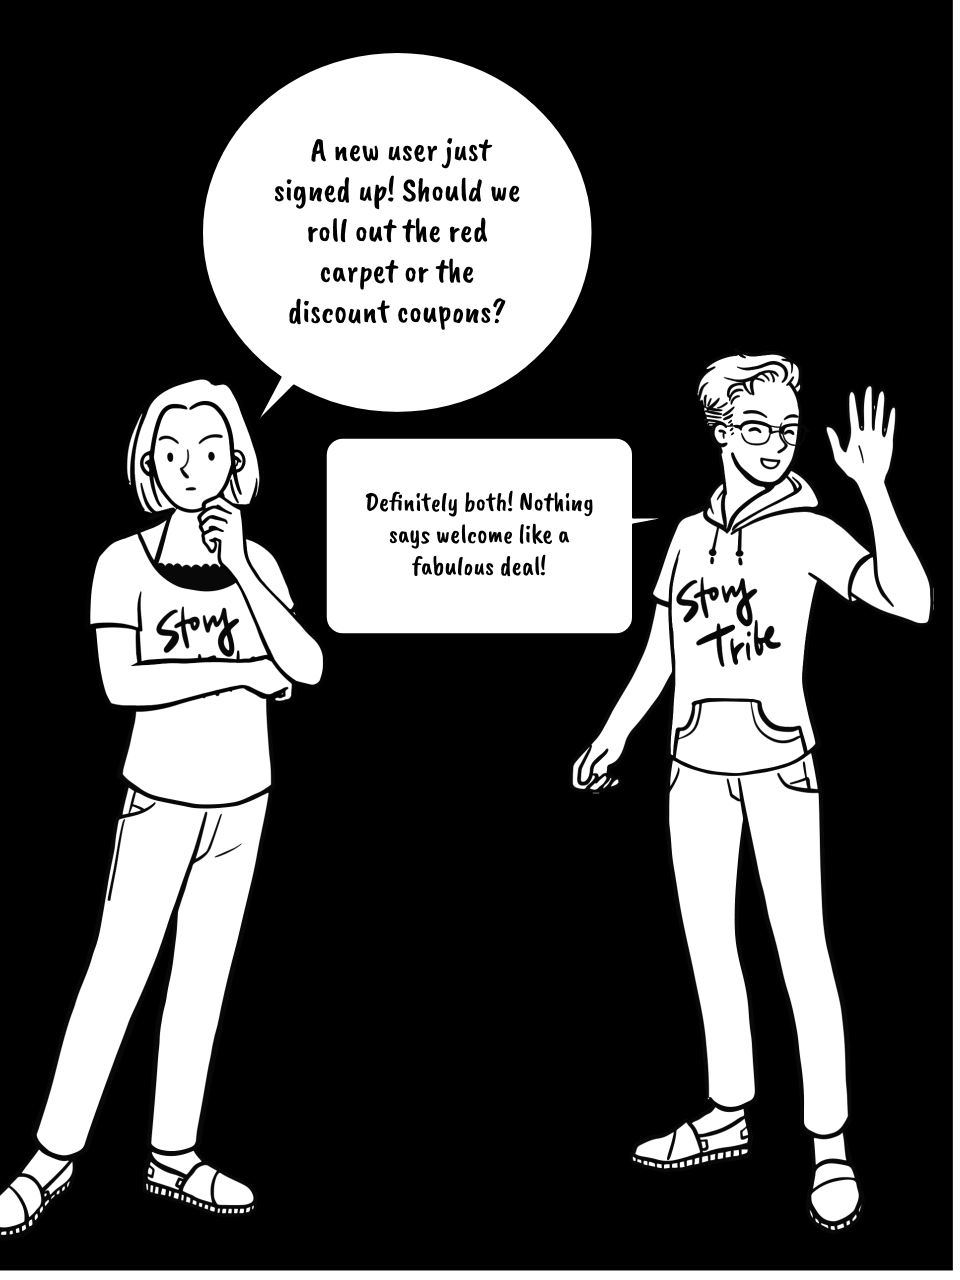 A new user just
signed up! Should we
roll out the red
carpet or the
discount coupons?
Definitely both! Nothing
says welcome like a
fabulous deal!
Story
Story
Tribe